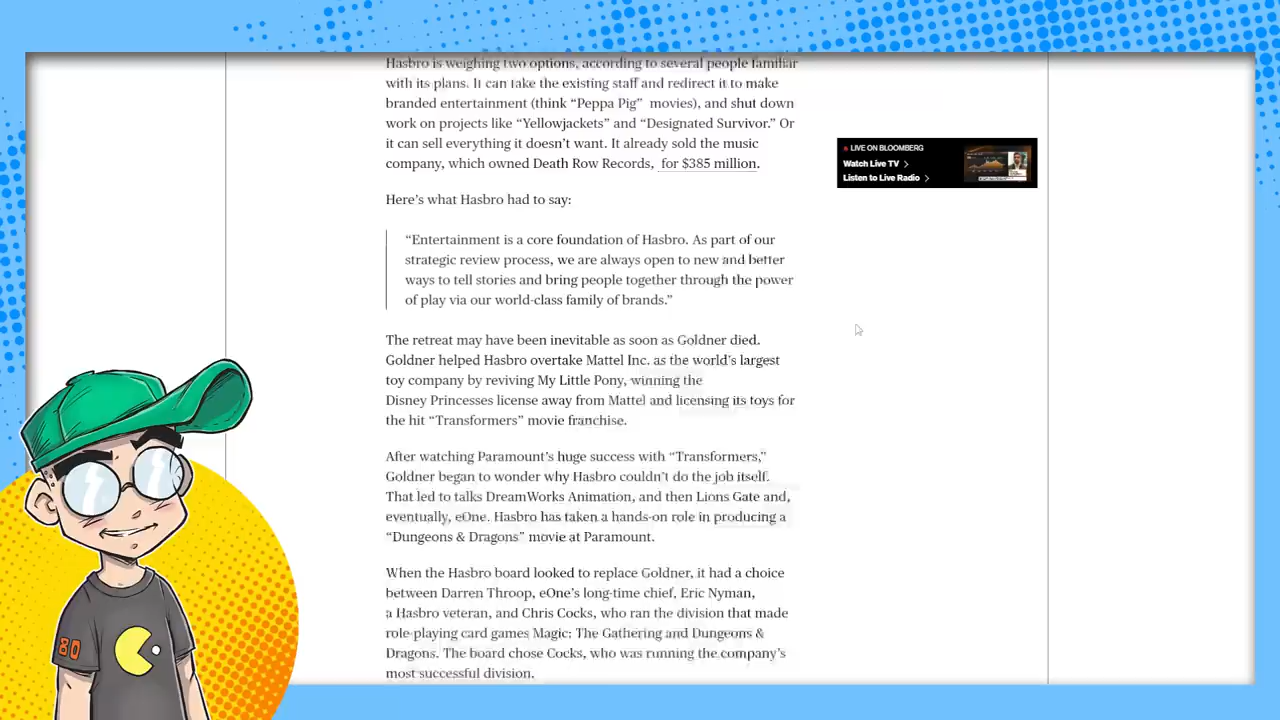 Hasbro is weighing two options, according to several people familiar
with its plans. It can take the existing staff and redirect it to make
branded entertainment (think “Peppa Pig” movies), and shut down
work on projects like “Yellowjackets” and “Designated Survivor.” Or
it can sell everything it doesn’t want. It already sold the music
company, which owned Death Row Records, for $385 million.
LIVE ON BLOOMBERG
Watch Live TV
Listen to Live Radio
Here’s what Hasbro had to say:
“Entertainment is a core foundation of Hasbro. As part of our
strategic review process, we are always open to new and better
ways to tell stories and bring people together through the power
of play via our world-class family of brands.”
The retreat may have been inevitable as soon as Goldner died.
Goldner helped Hasbro overtake Mattel Inc. as the world’s largest
toy company by reviving My Little Pony, winning the
Disney Princesses license away from Mattel and licensing its toys for
the hit “Transformers” movie franchise.
After watching Paramount’s huge success with “Transformers,”
Goldner began to wonder why Hasbro couldn’t do the job itself.
That led to talks DreamWorks Animation, and then Lions Gate and,
eventually, eOne. Hasbro has taken a hands-on role in producing a
“Dungeons & Dragons” movie at Paramount.
When the Hasbro board looked to replace Goldner, it had a choice
between Darren Throop, eOne’s long-time chief, Eric Nyman,
a Hasbro veteran, and Chris Cocks, who ran the division that made
role-playing card games Magic: The Gathering and Dungeons &
Dragons. The board chose Cocks, who was running the company’s
most successful division.
80